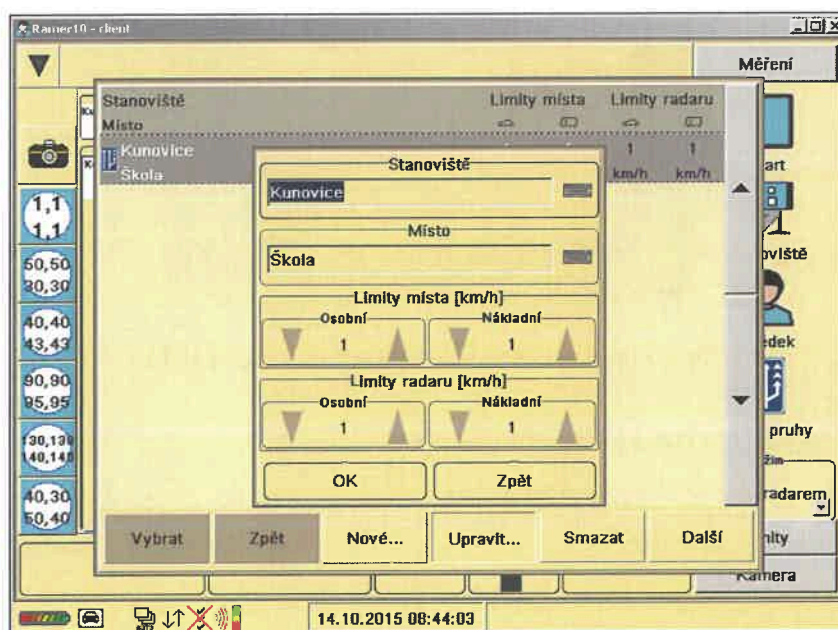 Ramer10 - client
Měření
Stanoviště Limity místa Limity radaru
Místo
Kunovice 1 1
Škola km/h km/h
Stanoviště
Kunovice
Místo
Škola
Limity místa [km/h]
Osobní Nákladní
1 1
Limity radaru [km/h]
Osobní Nákladní
1 1
OK Zpět
Vybrat Zpět Nové... Upravit... Smazat Další
1,1
1,1
50,50
30,30
40,40
43,43
90,90
95,95
130,130
140,140
40,30
50,40
art
oviště
edek
pruhy
žim
radarem
nity
Kamera
14.10.2015 08:44:03